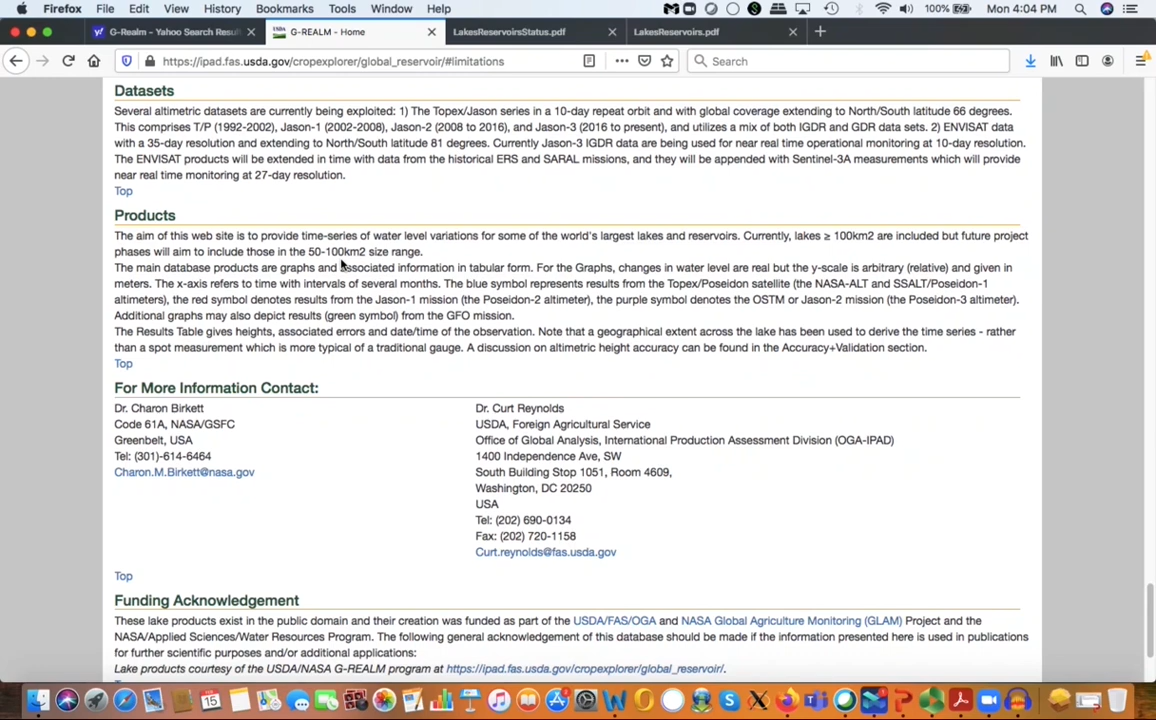 Firefox File Edit View History Bookmarks Tools Window Help 100% Mon 4:04 PM
G-Realm - Yahoo Search Resul G-REALM - Home LakesReservoirsStatus.pdf LakesReservoirs.pdf
https://ipad.fas.usda.gov/cropexplorer/global_reservoir/#limitations Search
Datasets
Several altimetric datasets are currently being exploited: 1) The Topex/Jason series in a 10-day repeat orbit and with global coverage extending to North/South latitude 66 degrees.
This comprises T/P (1992-2002), Jason-1 (2002-2008), Jason-2 (2008 to 2016), and Jason-3 (2016 to present), and utilizes a mix of both IGDR and GDR data sets. 2) ENVISAT data
with a 35-day resolution and extending to North/South latitude 81 degrees. Currently Jason-3 IGDR data are being used for near real time operational monitoring at 10-day resolution.
The ENVISAT products will be extended in time with data from the historical ERS and SARAL missions, and they will be appended with Sentinel-3A measurements which will provide
near real time monitoring at 27-day resolution.
Top
Products
The aim of this web site is to provide time-series of water level variations for some of the world's largest lakes and reservoirs. Currently, lakes ≥ 100km2 are included but future project
phases will aim to include those in the 50-100km2 size range.
The main database products are graphs and associated information in tabular form. For the Graphs, changes in water level are real but the y-scale is arbitrary (relative) and given in
meters. The x-axis refers to time with intervals of several months. The blue symbol represents results from the Topex/Poseidon satellite (the NASA-ALT and SSALT/Poseidon-1
altimeters), the red symbol denotes results from the Jason-1 mission (the Poseidon-2 altimeter), the purple symbol denotes the OSTM or Jason-2 mission (the Poseidon-3 altimeter).
Additional graphs may also depict results (green symbol) from the GFO mission.
The Results Table gives heights, associated errors and date/time of the observation. Note that a geographical extent across the lake has been used to derive the time series - rather
than a spot measurement which is more typical of a traditional gauge. A discussion on altimetric height accuracy can be found in the Accuracy+Validation section.
Top
For More Information Contact:
Dr. Charon Birkett
Code 61A, NASA/GSFC
Greenbelt, USA
Tel: (301)-614-6464
Charon.M.Birkett@nasa.gov
Dr. Curt Reynolds
USDA, Foreign Agricultural Service
Office of Global Analysis, International Production Assessment Division (OGA-IPAD)
1400 Independence Ave, SW
South Building Stop 1051, Room 4609,
Washington, DC 20250
USA
Tel: (202) 690-0134
Fax: (202) 720-1158
Curt.reynolds@fas.usda.gov
Top
Funding Acknowledgement
These lake products exist in the public domain and their creation was funded as part of the USDA/FAS/OGA and NASA Global Agriculture Monitoring (GLAM) Project and the
NASA/Applied Sciences/Water Resources Program. The following general acknowledgement of this database should be made if the information presented here is used in publications
for further scientific purposes and/or additional applications:
Lake products courtesy of the USDA/NASA G-REALM program at https://ipad.fas.usda.gov/cropexplorer/global_reservoir/.